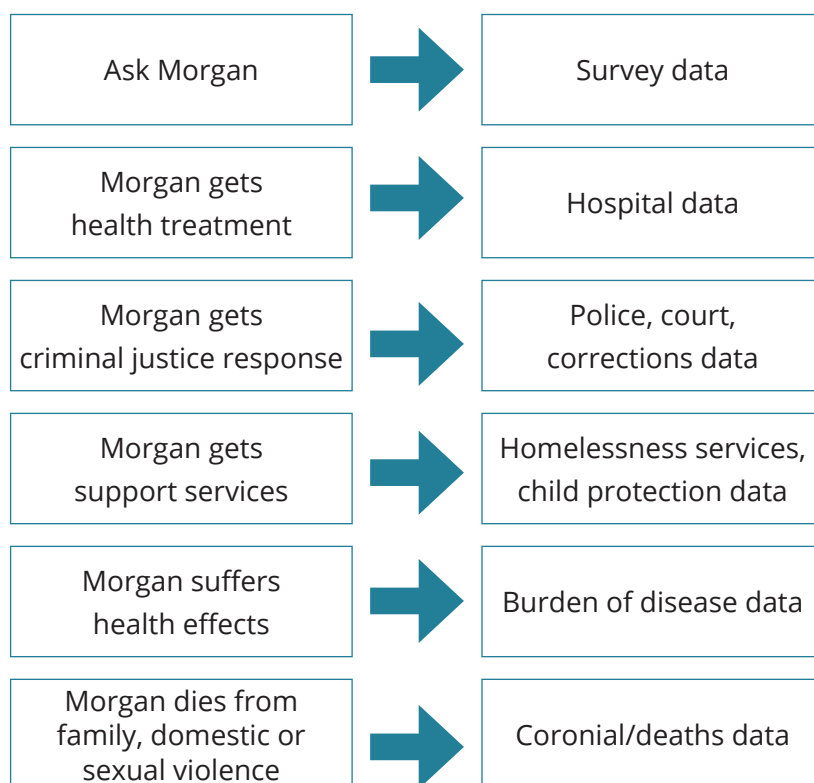 Ask Morgan
Survey data
Morgan gets
health treatment
Hospital data
Morgan gets
criminal justice response
Police, court,
corrections data
Morgan gets
support services
Homelessness services,
child protection data
Morgan suffers
health effects
Burden of disease data
Morgan dies from
family, domestic or
sexual violence
Coronial/deaths data